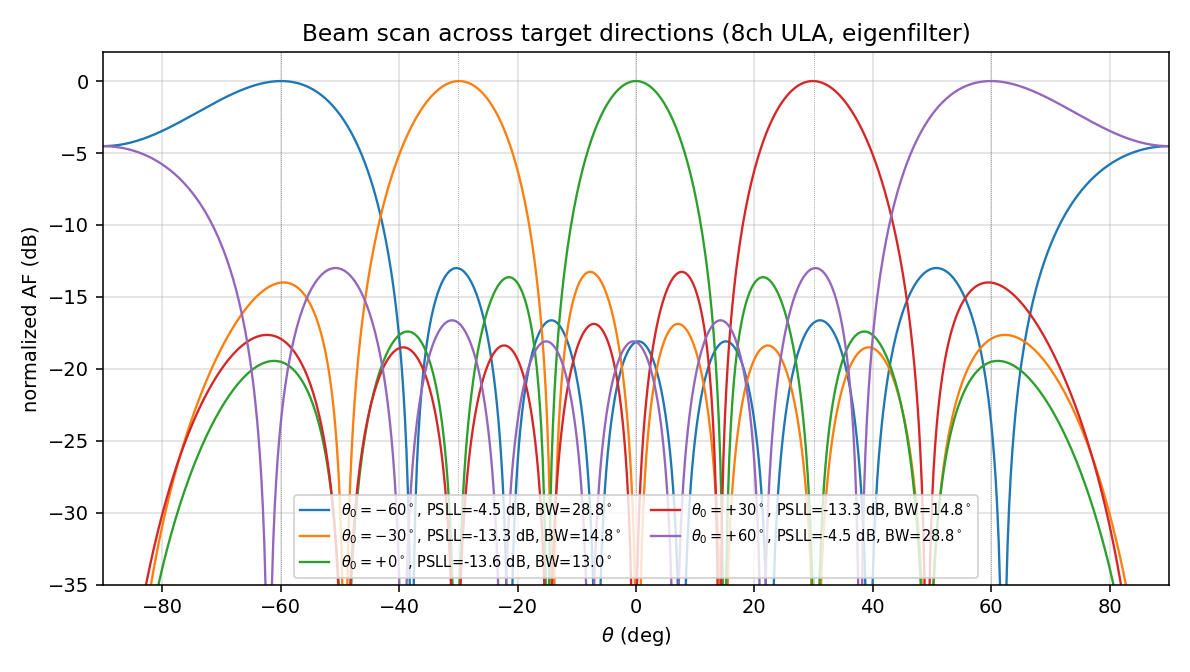 Beam scan across target directions (8ch ULA, eigenfilter)
normalized AF (dB)
0
−5
−10
−15
−20
−25
−30
−35
θ₀ = −60°, PSLL=-4.5 dB, BW=28.8°
θ₀ = −30°, PSLL=-13.3 dB, BW=14.8°
θ₀ = +0°, PSLL=-13.6 dB, BW=13.0°
θ₀ = +30°, PSLL=-13.3 dB, BW=14.8°
θ₀ = +60°, PSLL=-4.5 dB, BW=28.8°
−80 −60 −40 −20 0 20 40 60 80
θ (deg)